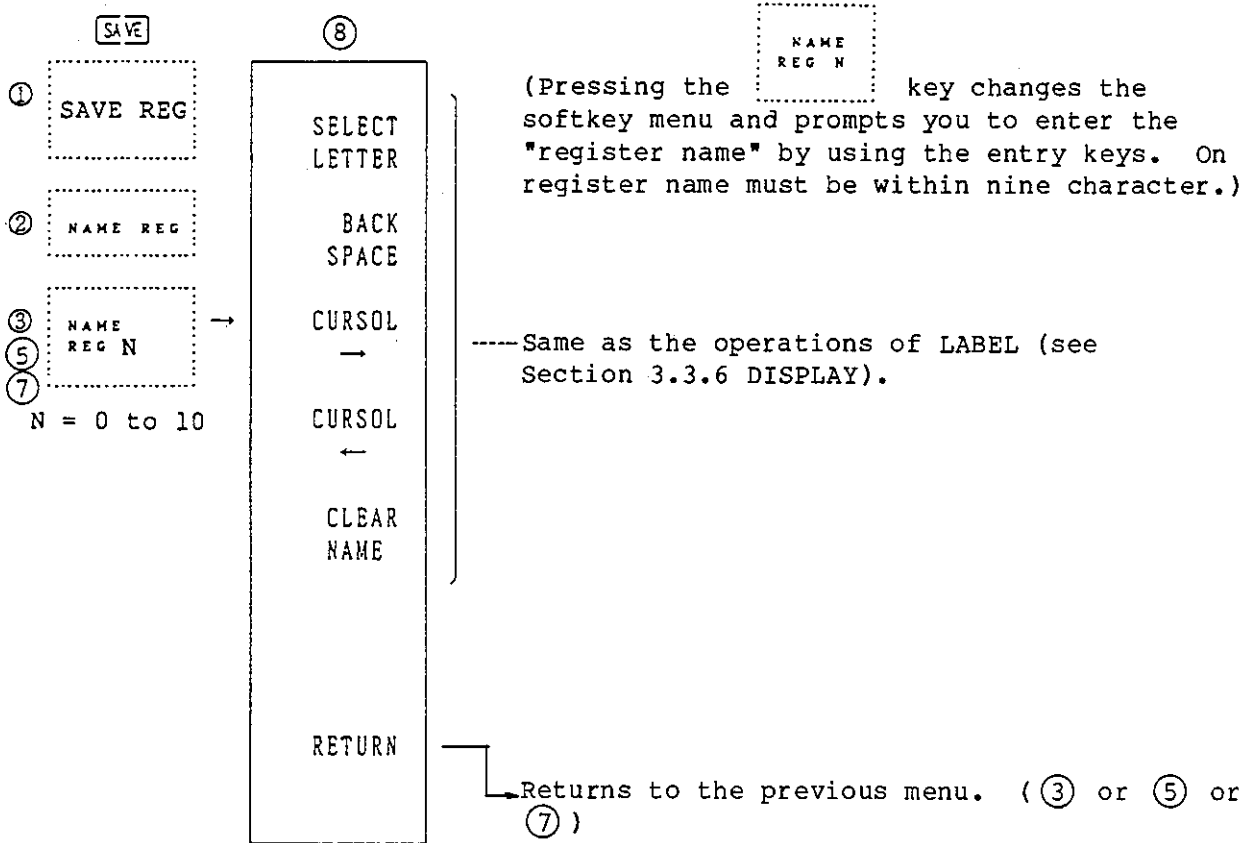 SAVE
①
SAVE REG
②
NAME REG
③
⑤
⑦
NAME
REG N
→
N = 0 to 10
⑧
SELECT
LETTER
BACK
SPACE
CURSOL
→
CURSOL
←
CLEAR
NAME
RETURN
NAME
REG N
(Pressing the key changes the
softkey menu and prompts you to enter the
"register name" by using the entry keys. On
register name must be within nine character.)
-----Same as the operations of LABEL (see
Section 3.3.6 DISPLAY).
Returns to the previous menu. ( ③ or ⑤ or
⑦ )